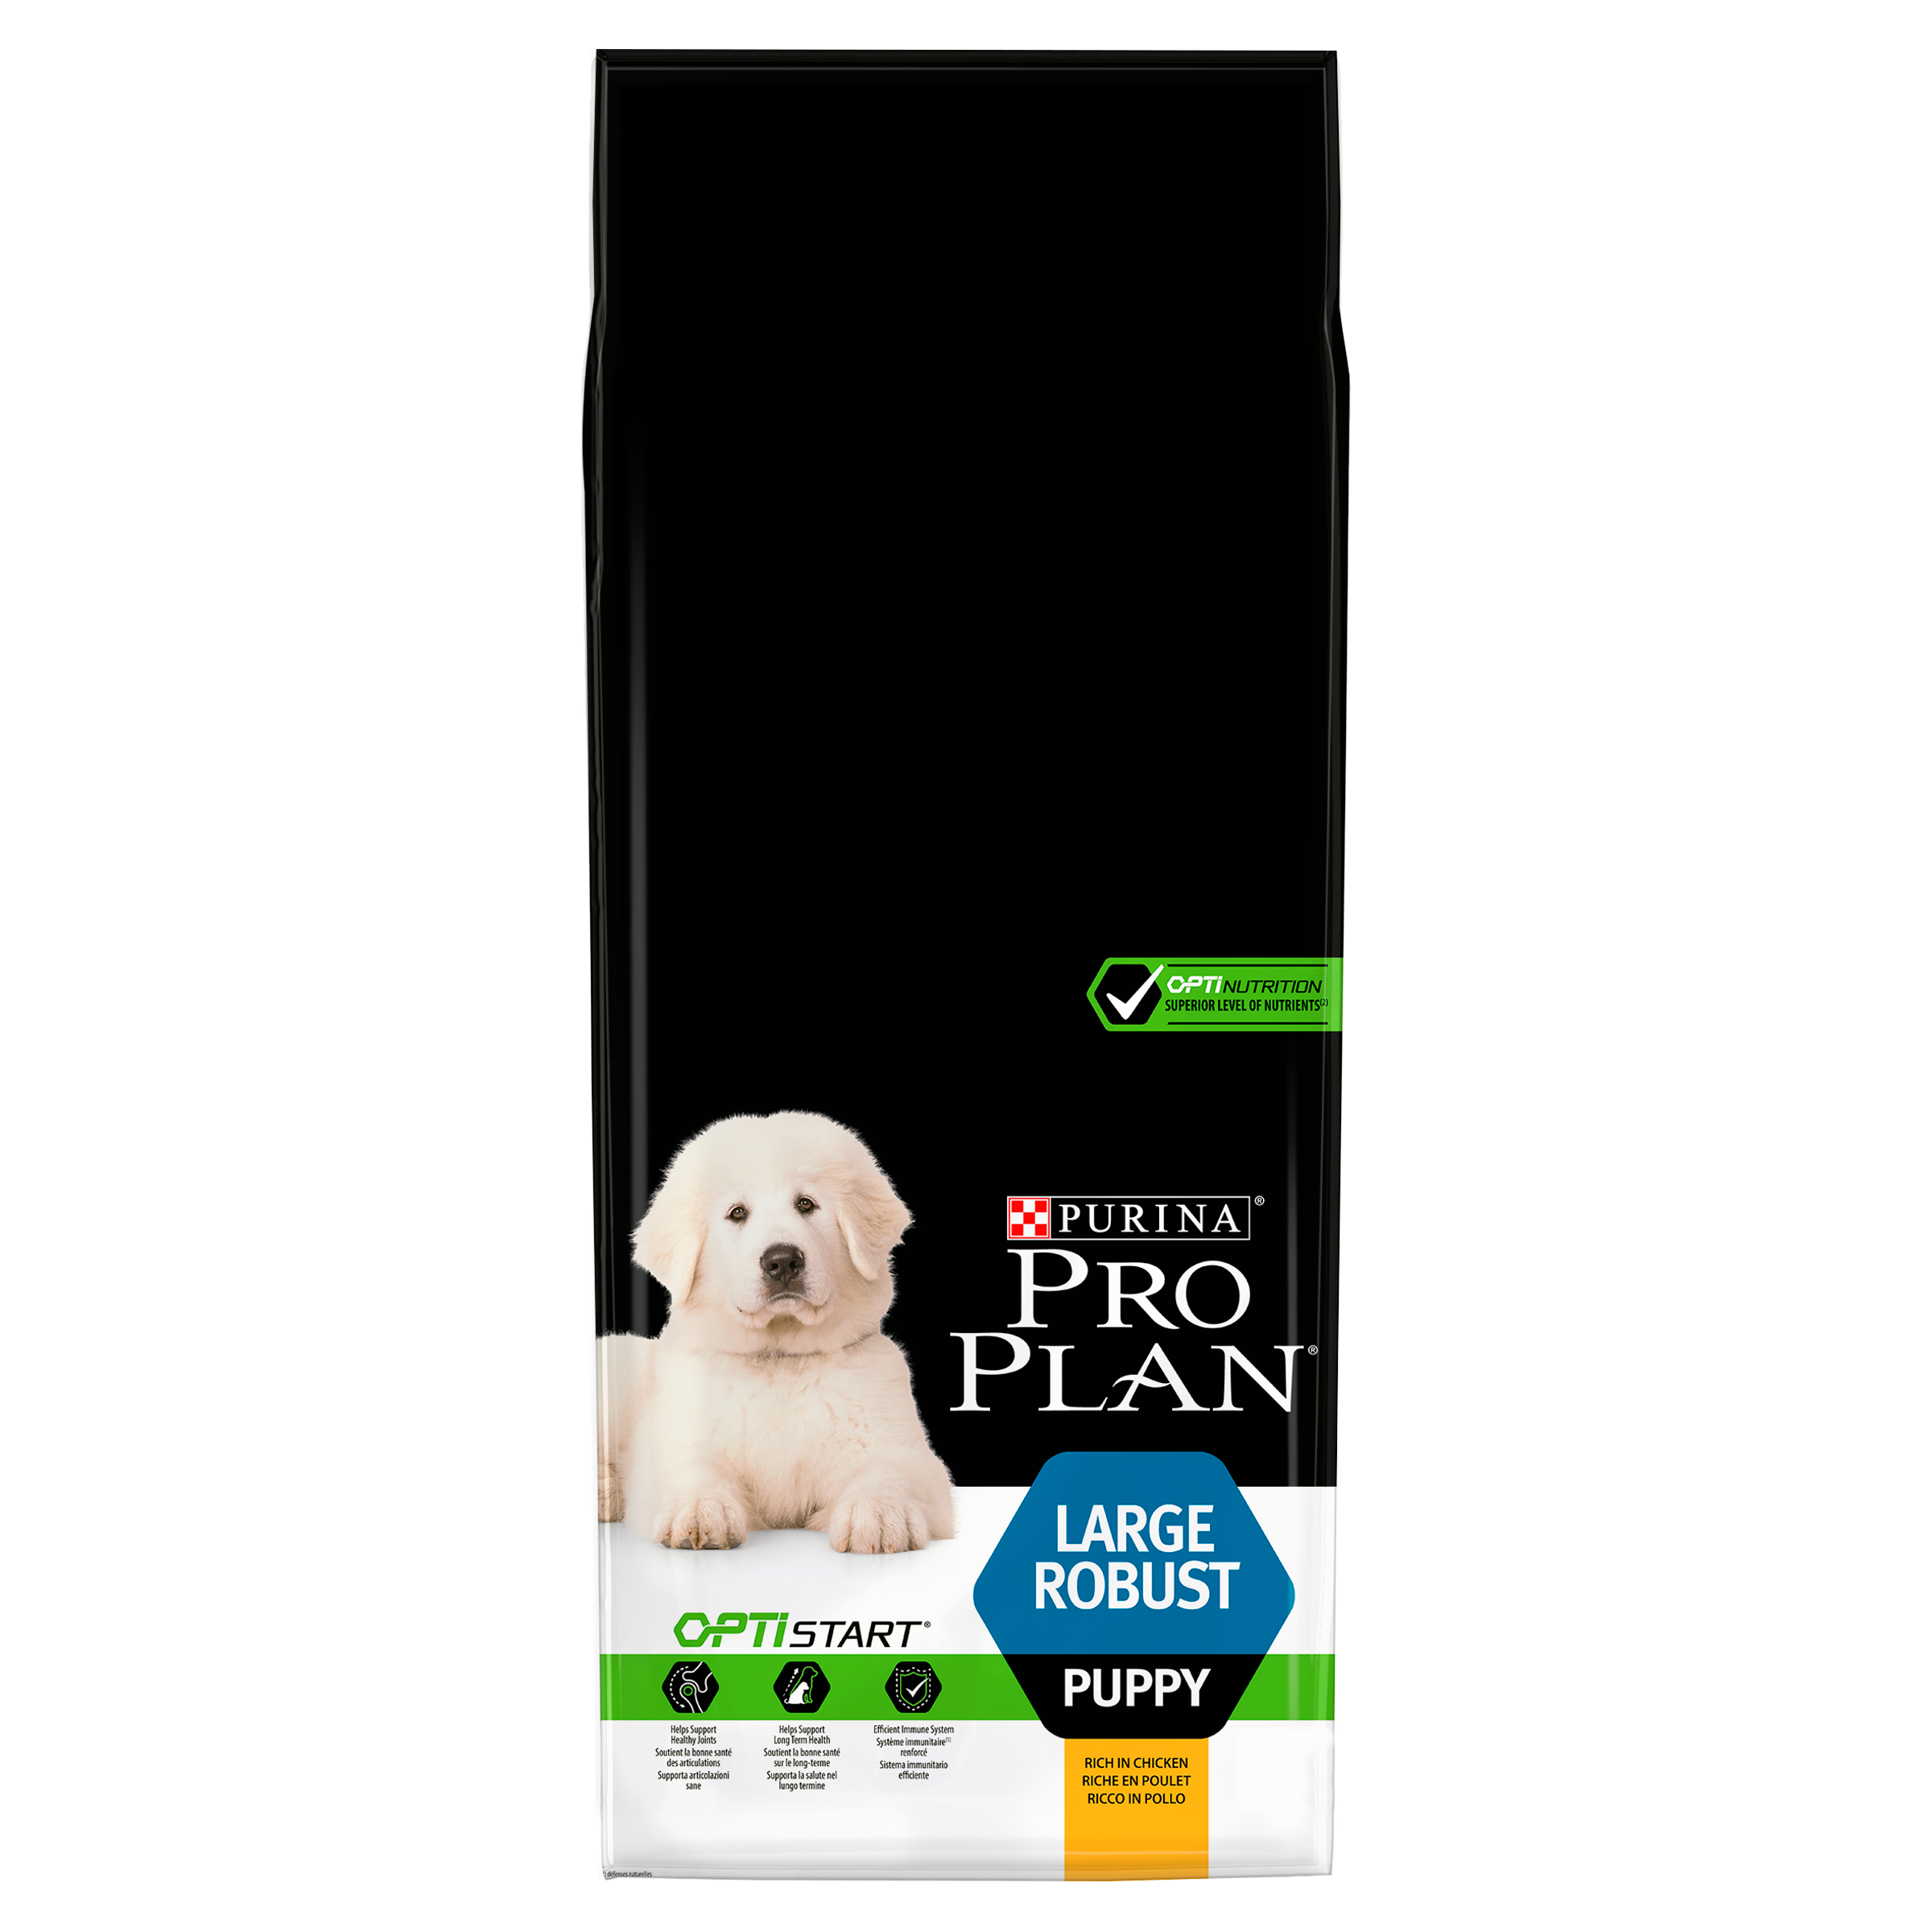 OPTINUTRITION
SUPERIOR LEVEL OF NUTRIENTS(2)
PURINA®
PRO
PLAN®
LARGE
ROBUST
PUPPY
OPTISTART®
Helps Support
Healthy Joints
Soutient la bonne santé
des articulations
Supporta articolazioni
sane
Helps Support
Long Term Health
Soutient la bonne santé
sur le long-terme
Supporta la salute nel
lungo termine
Efficient Immune System
Système immunitaire(1)
renforcé
Sistema immunitario
efficiente
RICH IN CHICKEN
RICHE EN POULET
RICCO IN POLLO
défenses naturelles